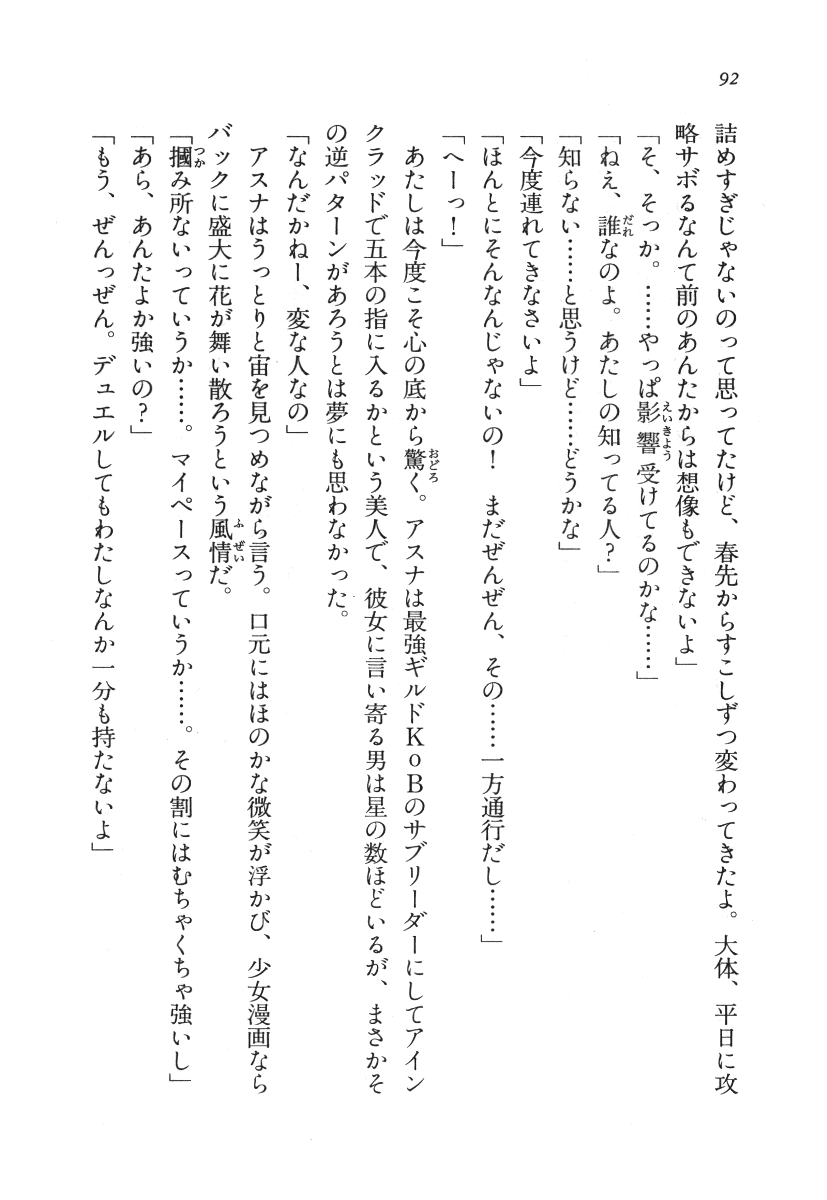 92
詰めすぎじゃないのって思ってたけど、春先からすこしずつ変わってきたよ。大体、平日に攻
略サボるなんて前のあんたからは想像もできないよ」
「そ、そっか。……やっぱ影響受けてるのかな……」
「ねぇ、誰なのよ。あたしの知ってる人？」
「知らない……と思うけど……どうかな」
「今度連れてきなさいよ」
「ほんとにそんなんじゃないの！　まだぜんぜん、その……一方通行だし……」
「へーっ！」
　あたしは今度こそ心の底から驚く。アスナは最強ギルドＫｏＢのサブリーダーにしてアイン
クラッドで五本の指に入るかという美人で、彼女に言い寄る男は星の数ほどいるが、まさかそ
の逆パターンがあろうとは夢にも思わなかった。
「なんだかねー、変な人なの」
　アスナはうっとりと宙を見つめながら言う。口元にはほのかな微笑が浮かび、少女漫画なら
バックに盛大に花が舞い散ろうという風情だ。
「摑み所ないっていうか……。マイペースっていうか……。その割にはむちゃくちゃ強いし」
「あら、あんたよか強いの？」
「もう、ぜんっぜん。デュエルしてもわたしなんか一分も持たないよ」